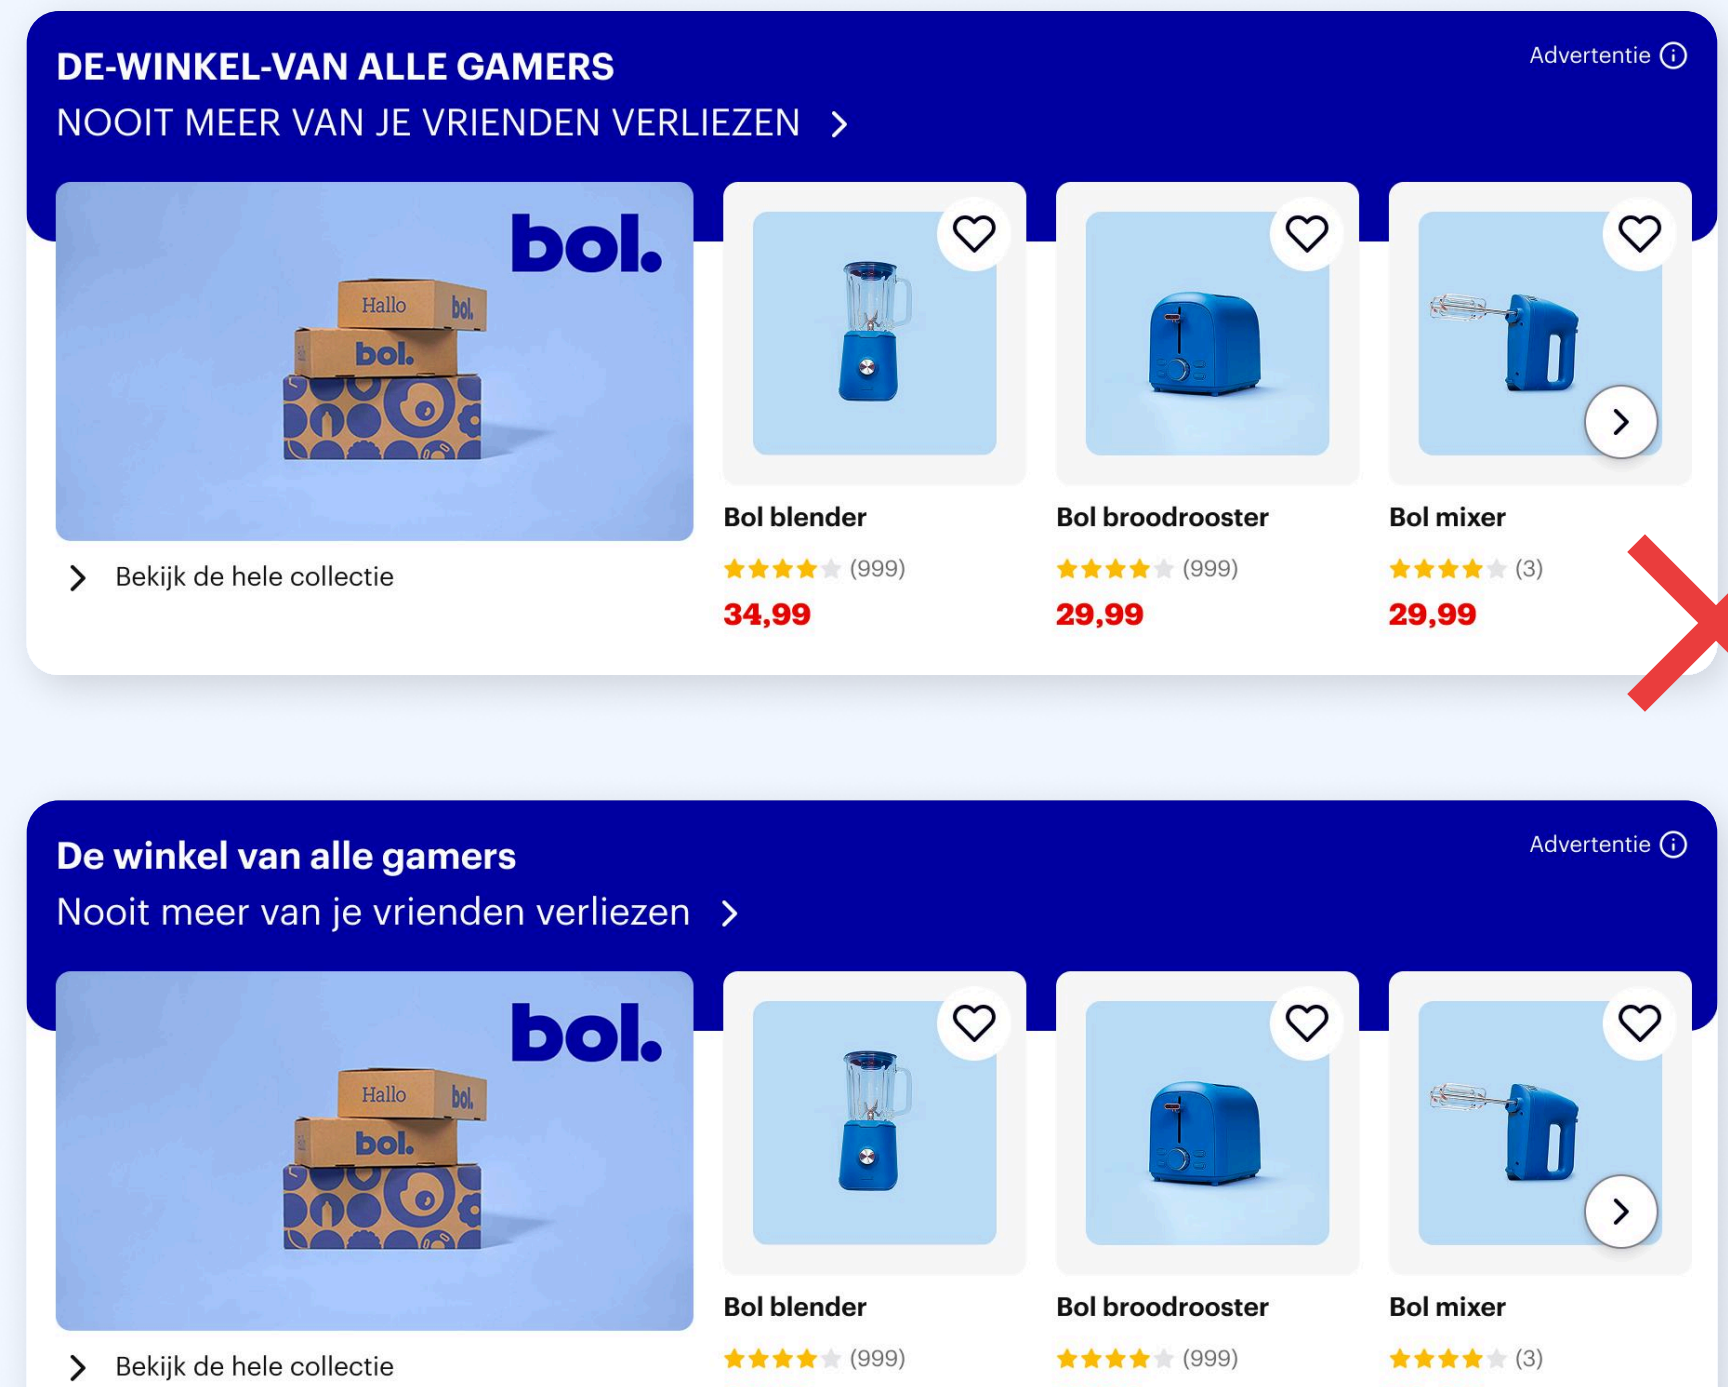 DE-WINKEL-VAN ALLE GAMERS
Advertentie
NOOIT MEER VAN JE VRIENDEN VERLIEZEN
bol.
Hallo bol.
bol.
Bekijk de hele collectie
Bol blender
(999)
34,99
Bol broodrooster
(999)
29,99
Bol mixer
(3)
29,99
De winkel van alle gamers
Advertentie
Nooit meer van je vrienden verliezen
bol.
Hallo bol.
bol.
Bekijk de hele collectie
Bol blender
(999)
Bol broodrooster
(999)
Bol mixer
(3)